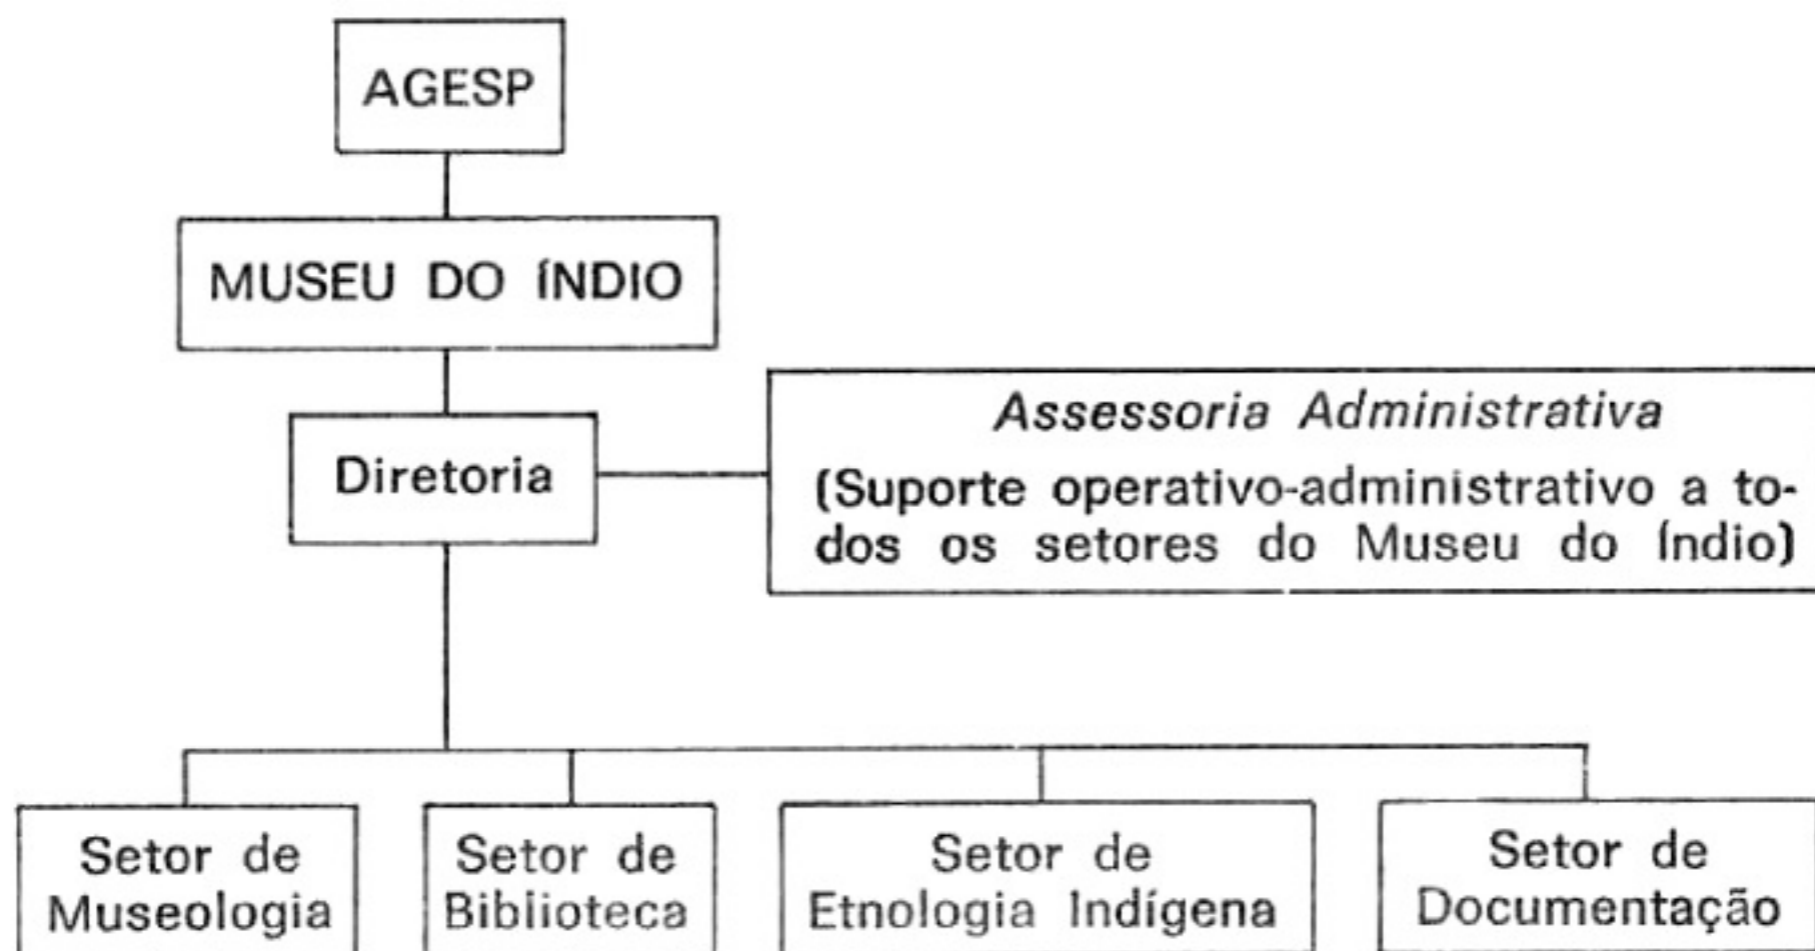 AGESP
MUSEU DO ÍNDIO
Diretoria
Assessoria Administrativa
(Suporte operativo-administrativo a to-
dos os setores do Museu do Índio)
Setor de
Museologia
Setor de
Biblioteca
Setor de
Etnologia Indígena
Setor de
Documentação